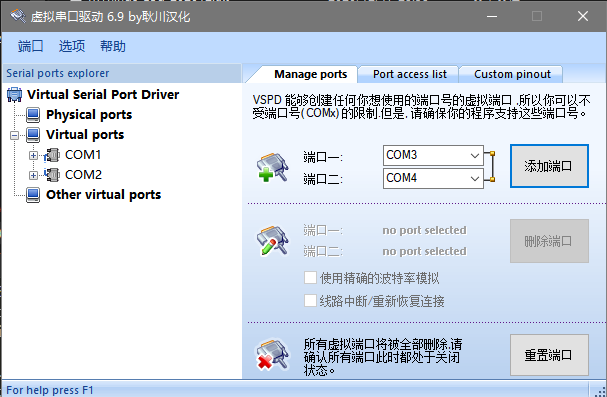 虚拟串口驱动 6.9 by耿川汉化
端口 选项 帮助
Serial ports explorer
Virtual Serial Port Driver
Physical ports
Virtual ports
COM1
COM2
Other virtual ports
Manage ports Port access list Custom pinout
VSPD 能够创建任何你想使用的端口号的虚拟端口 .所以你可以不
受端口号(COMx)的限制.但是, 请确保你的程序支持这些端口号。
端口一: COM3
端口二: COM4
添加端口
端口一: no port selected
端口二: no port selected
删除端口
使用精确的波特率模拟
线路中断/重新恢复连接
所有虚拟端口将被全部删除,请
确认所有端口此时都处于关闭
状态。
重置端口
For help press F1